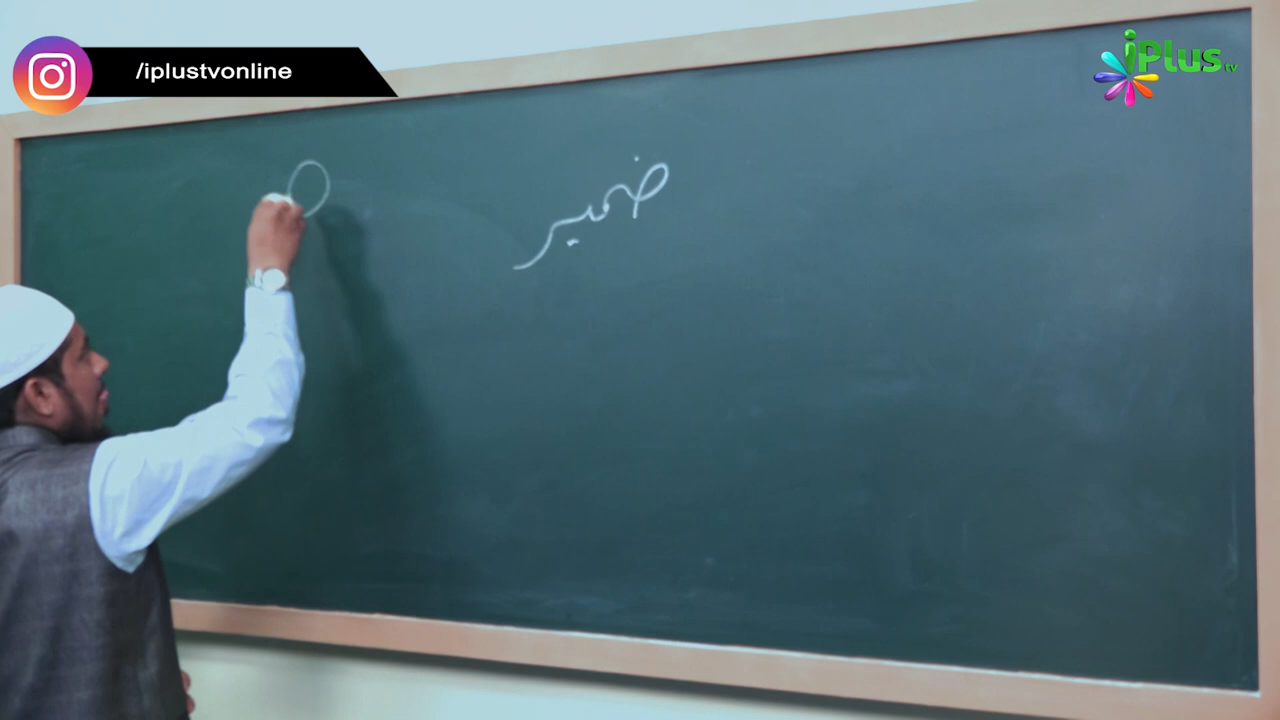 /iplustvonline
iPlus tv
ضمیر